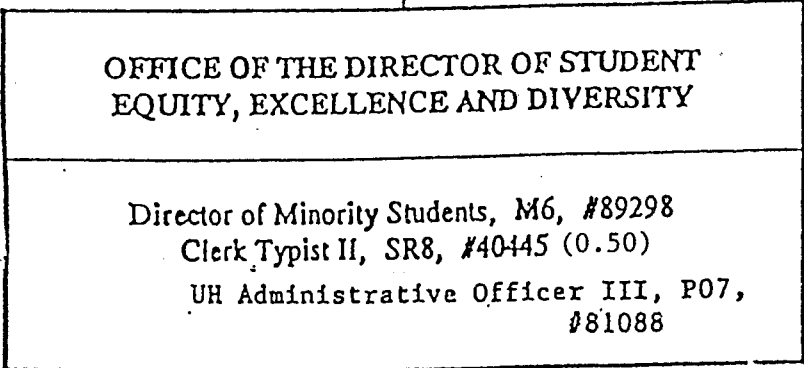 OFFICE OF THE DIRECTOR OF STUDENT
EQUITY, EXCELLENCE AND DIVERSITY
Director of Minority Students, M6, #89298
Clerk Typist II, SR8, #40445 (0.50)
UH Administrative Officer III, P07,
#81088